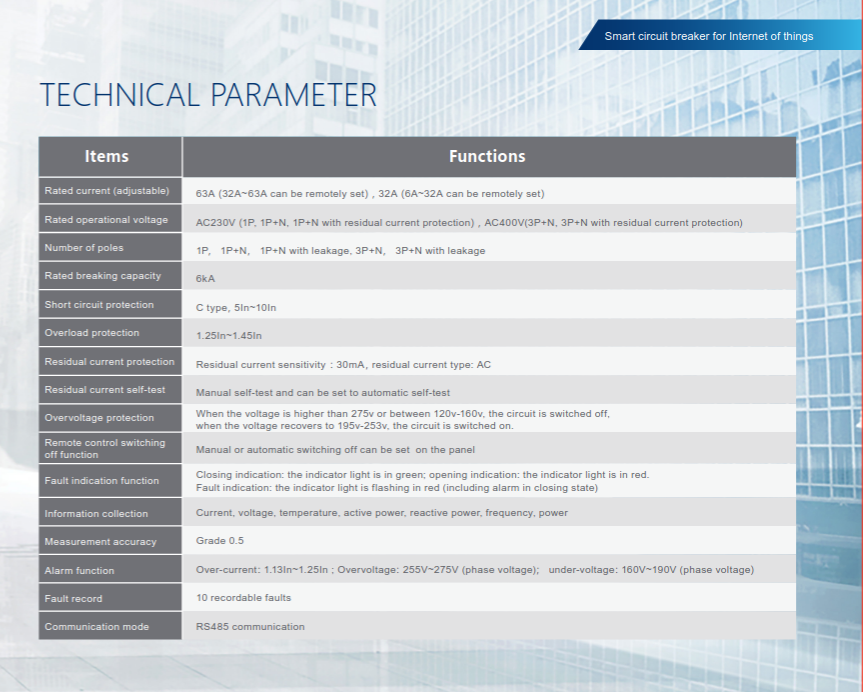 Smart circuit breaker for Internet of things
TECHNICAL PARAMETER
Items Functions
Rated current (adjustable) 63A (32A~63A can be remotely set) , 32A (6A~32A can be remotely set)
Rated operational voltage AC230V (1P, 1P+N, 1P+N with residual current protection) , AC400V(3P+N, 3P+N with residual current protection)
Number of poles 1P, 1P+N, 1P+N with leakage, 3P+N, 3P+N with leakage
Rated breaking capacity 6kA
Short circuit protection C type, 5In~10In
Overload protection 1.25In~1.45In
Residual current protection Residual current sensitivity : 30mA, residual current type: AC
Residual current self-test Manual self-test and can be set to automatic self-test
Overvoltage protection When the voltage is higher than 275v or between 120v-160v, the circuit is switched off,
when the voltage recovers to 195v-253v, the circuit is switched on.
Remote control switching
off function Manual or automatic switching off can be set on the panel
Fault indication function Closing indication: the indicator light is in green; opening indication: the indicator light is in red.
Fault indication: the indicator light is flashing in red (including alarm in closing state)
Information collection Current, voltage, temperature, active power, reactive power, frequency, power
Measurement accuracy Grade 0.5
Alarm function Over-current: 1.13In~1.25In ; Overvoltage: 255V~275V (phase voltage); under-voltage: 160V~190V (phase voltage)
Fault record 10 recordable faults
Communication mode RS485 communication